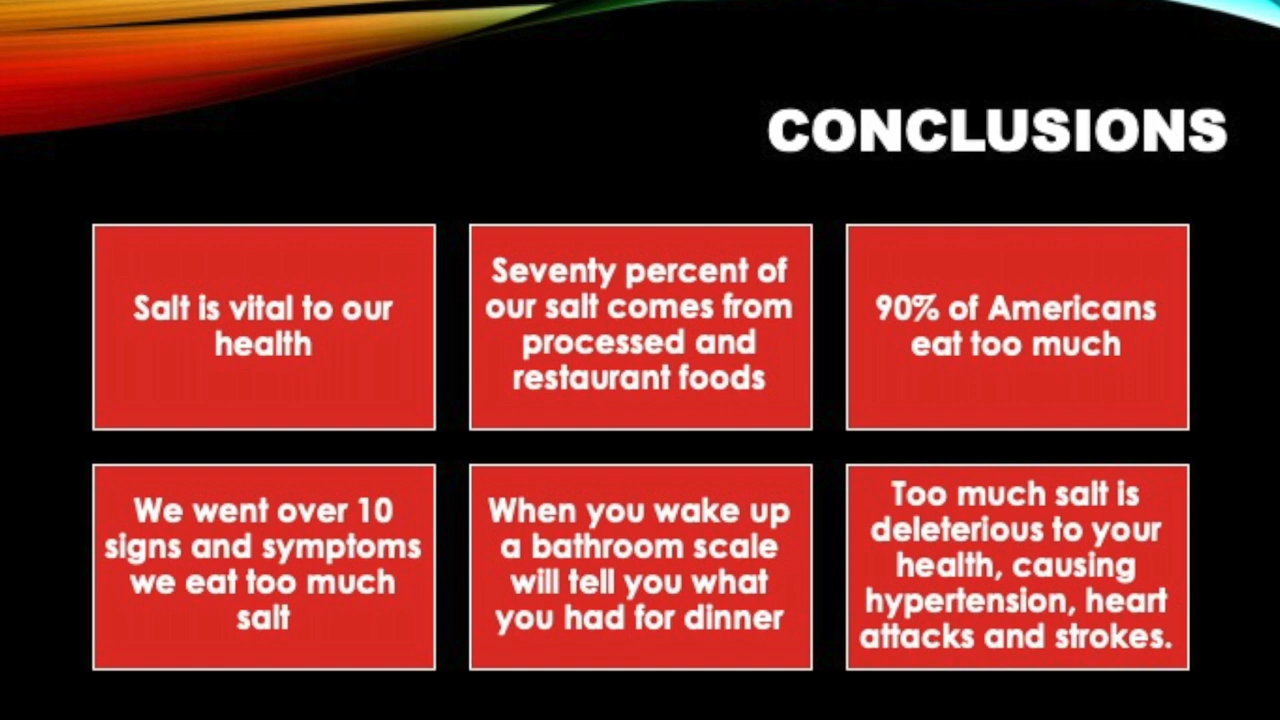 CONCLUSIONS
Salt is vital to our
health
Seventy percent of
our salt comes from
processed and
restaurant foods
90% of Americans
eat too much
We went over 10
signs and symptoms
we eat too much
salt
When you wake up
a bathroom scale
will tell you what
you had for dinner
Too much salt is
deleterious to your
health, causing
hypertension, heart
attacks and strokes.